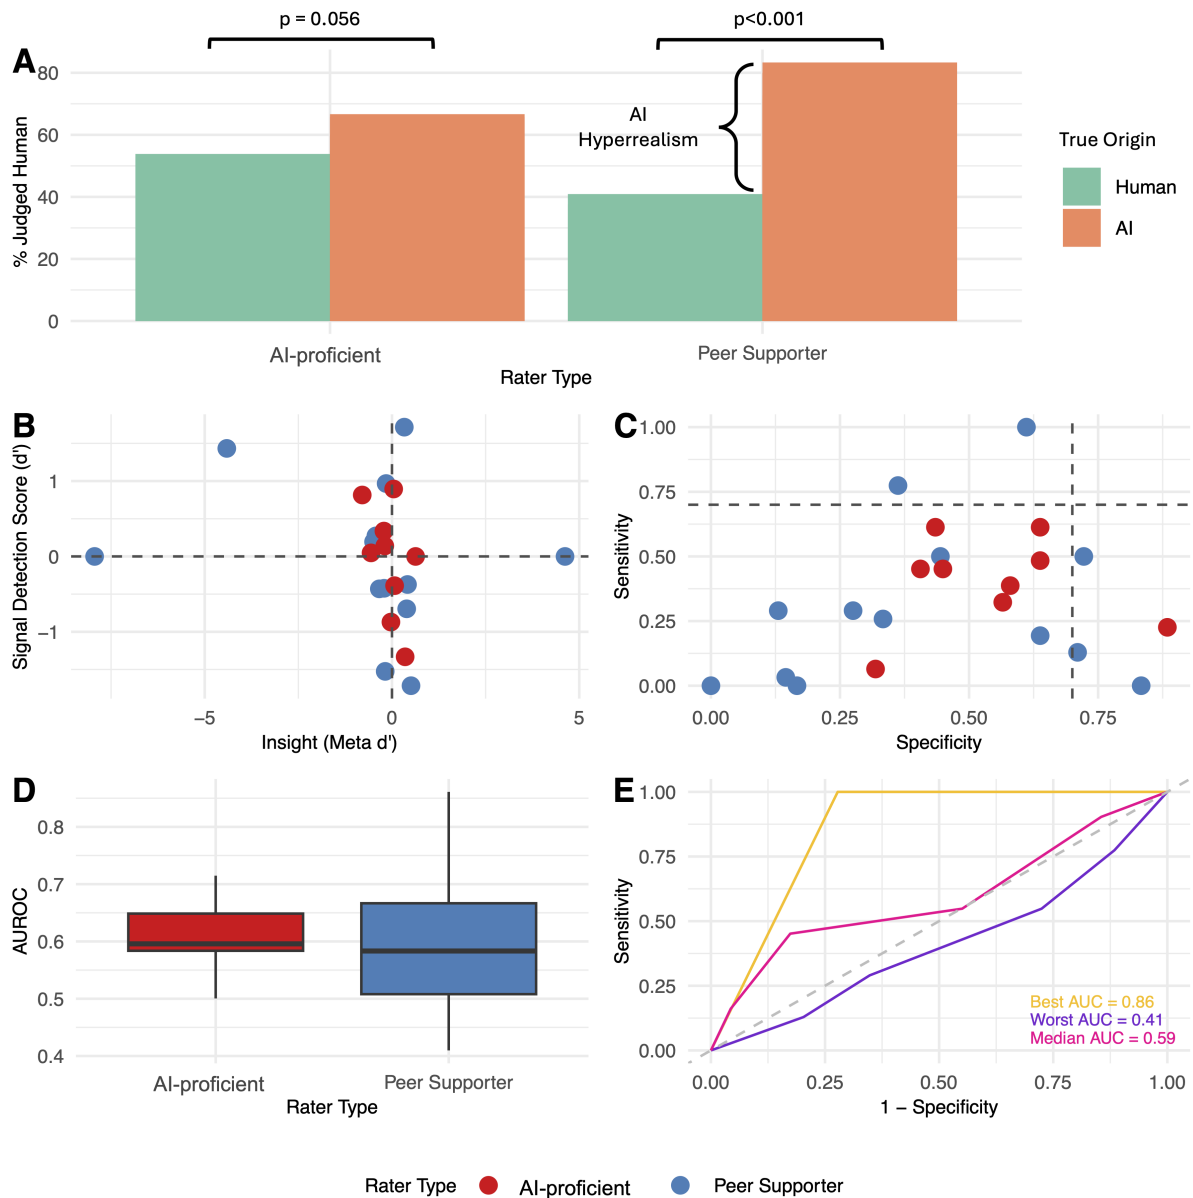 p = 0.056
p<0.001
A
80
60
40
20
0
% Judged Human
AI
Hyperrealism
AI-proficient
Peer Supporter
Rater Type
True Origin
Human
AI
B
Signal Detection Score (d')
1
0
−1
−5
0
5
Insight (Meta d')
C
Sensitivity
1.00
0.75
0.50
0.25
0.00
0.00
0.25
0.50
0.75
Specificity
D
AUROC
0.8
0.7
0.6
0.5
0.4
AI-proficient
Peer Supporter
Rater Type
E
Sensitivity
1.00
0.75
0.50
0.25
0.00
Best AUC = 0.86
Worst AUC = 0.41
Median AUC = 0.59
0.00
0.25
0.50
0.75
1.00
1 − Specificity
Rater Type
AI-proficient
Peer Supporter